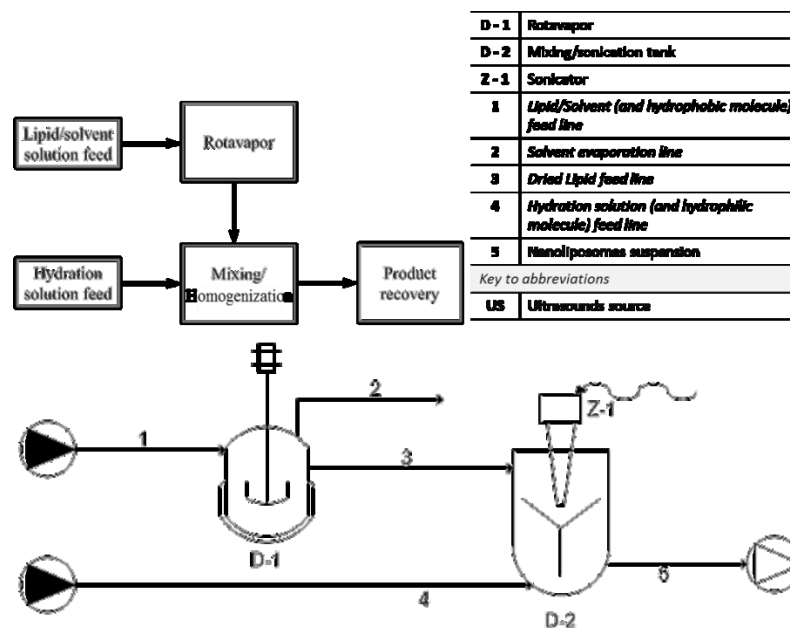 Lipid/solvent
solution feed
Rotavapor
Hydration
solution feed
Mixing/
Homogenization
Product
recovery
D - 1 Rotavapor
D - 2 Mixing/sonication tank
Z - 1 Sonicator
1 Lipid/Solvent (and hydrophobic molecule)
feed line
2 Solvent evaporation line
3 Dried Lipid feed line
4 Hydration solution (and hydrophilic
molecule) feed line
5 Nanoliposomes suspension
Key to abbreviations
US Ultrasounds source
1
2
3
4
5
D-1
Z-1
D-2